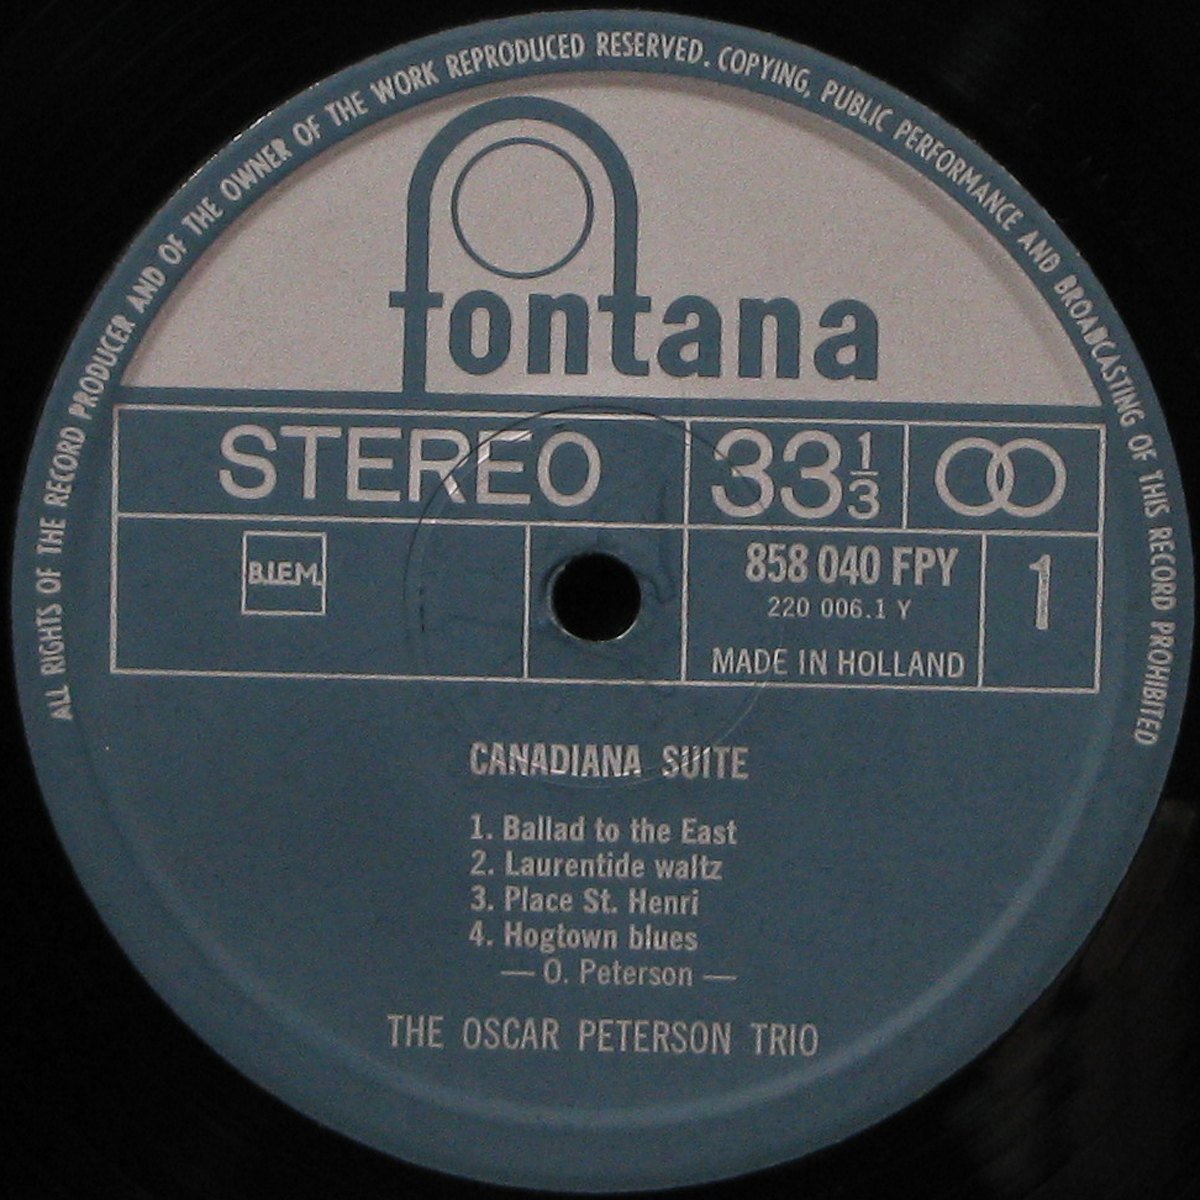 ALL RIGHTS OF THE RECORD PRODUCER AND OF THE OWNER OF THE WORK REPRODUCED RESERVED. COPYING, PUBLIC PERFORMANCE AND BROADCASTING OF THIS RECORD PROHIBITED
fontana
STEREO 33 1/3
B.I.E.M. 858 040 FPY 1
220 006.1 Y
MADE IN HOLLAND
CANADIANA SUITE
1. Ballad to the East
2. Laurentide waltz
3. Place St. Henri
4. Hogtown blues
— O. Peterson —
THE OSCAR PETERSON TRIO